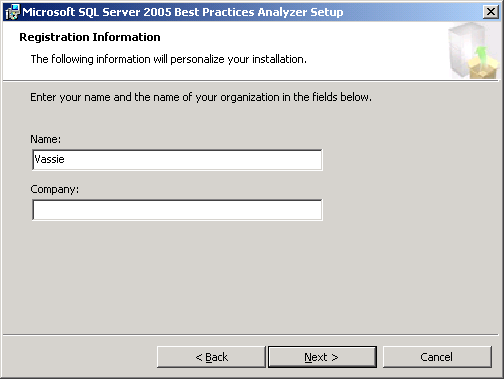 Microsoft SQL Server 2005 Best Practices Analyzer Setup
Registration Information
The following information will personalize your installation.
Enter your name and the name of your organization in the fields below.
Name:
Vassie
Company:
< Back
Next >
Cancel